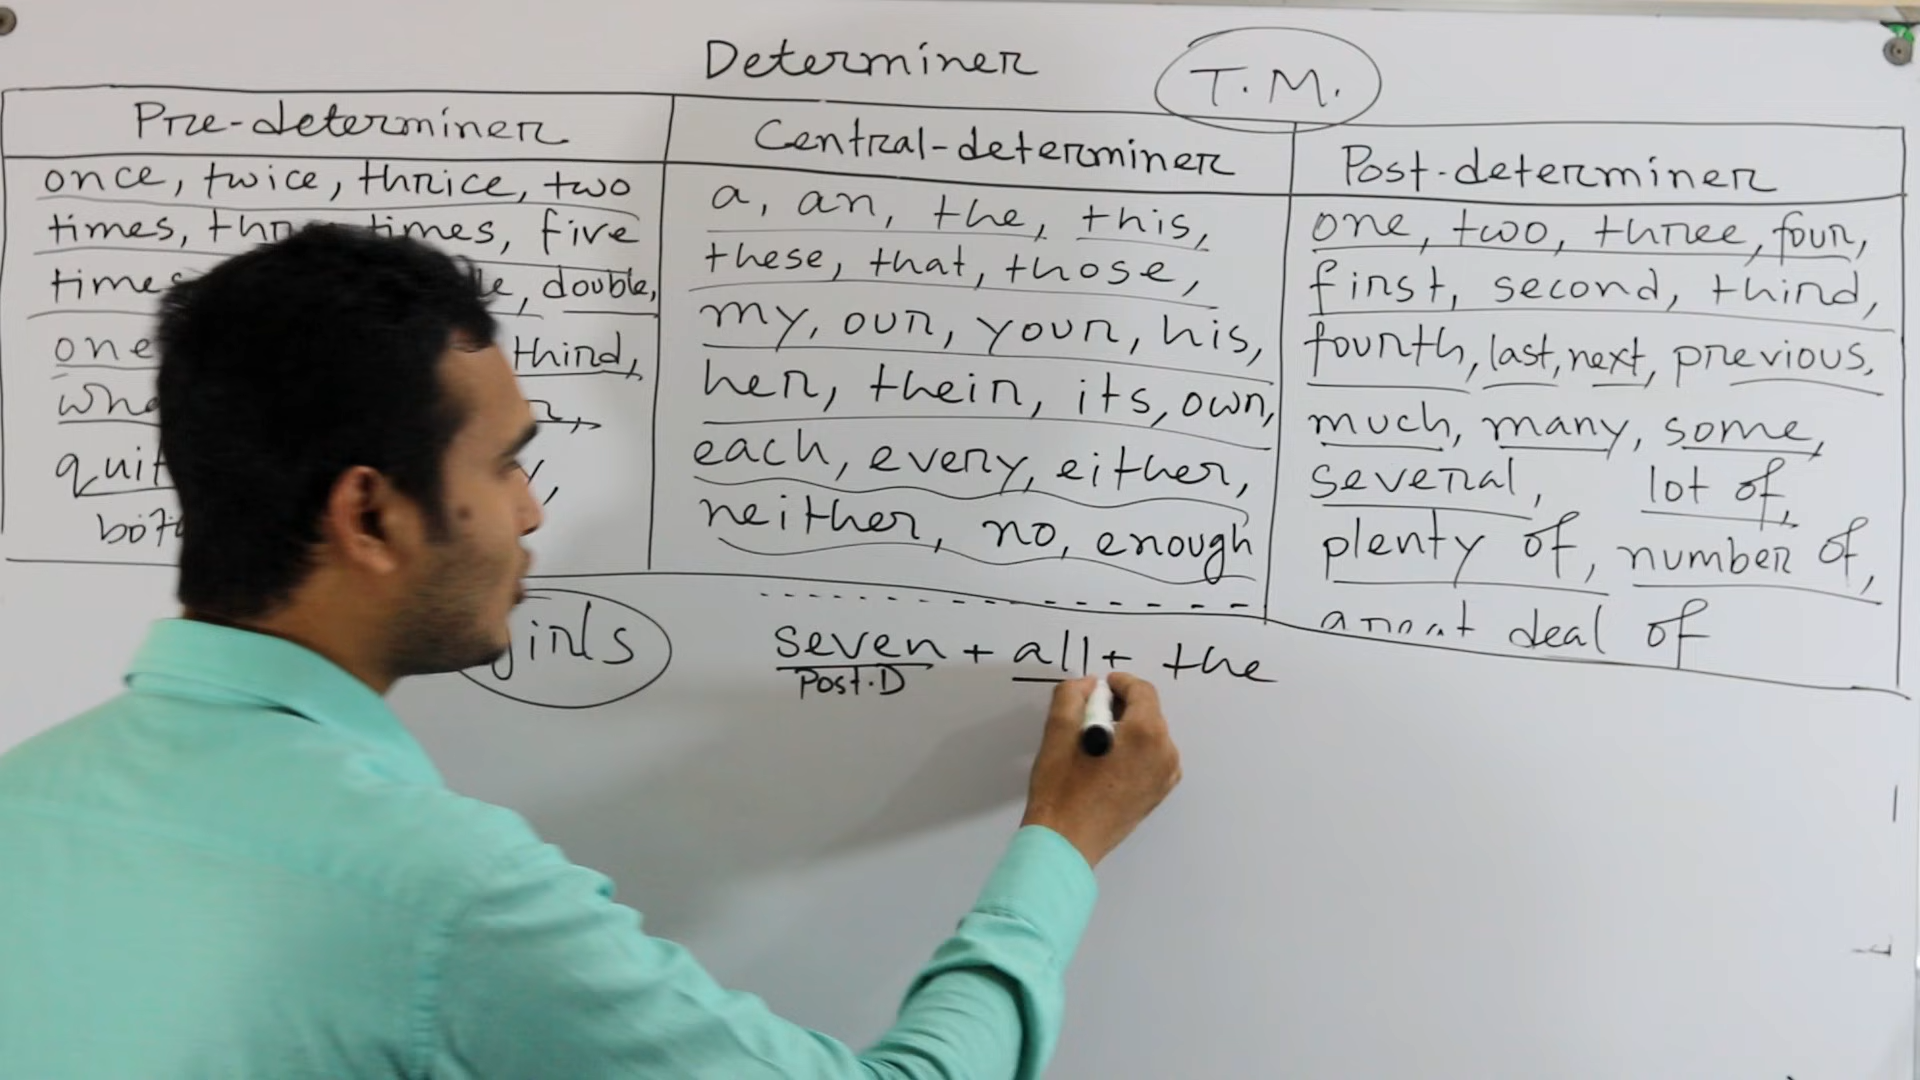 Determiner
T.M.
Pre-determiner
once, twice, thrice, two
times, times, five
times double,
one third,
quit
Central-determiner
a, an, the, this,
these, that, those,
my, our, your, his,
her, their, its, own,
each, every, either,
neither, no, enough
Post-determiner
one, two, three, four,
first, second, third,
fourth, last, next, previous,
much, many, some,
several, lot of,
plenty of, number of,
deal of
girls
seven + all + the
Post.D